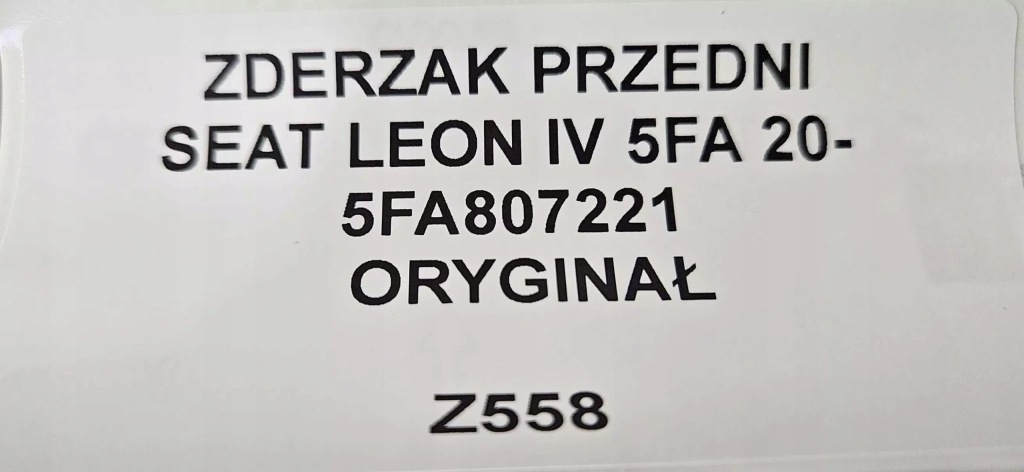 ZDERZAK PRZEDNI
SEAT LEON IV 5FA 20-
5FA807221
ORYGINAŁ
Z558